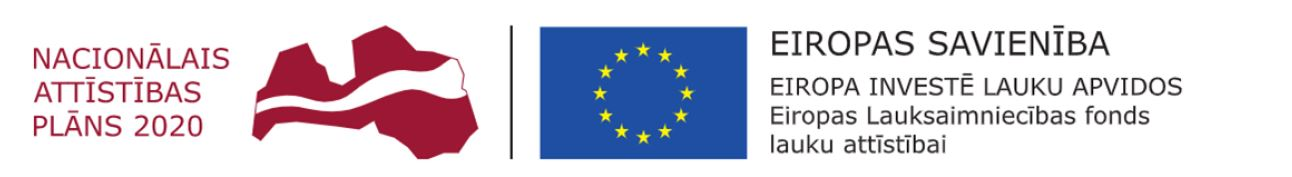 NACIONĀLAIS
ATTĪSTĪBAS
PLĀNS 2020
EIROPAS SAVIENĪBA
EIROPA INVESTĒ LAUKU APVIDOS
Eiropas Lauksaimniecības fonds
lauku attīstībai